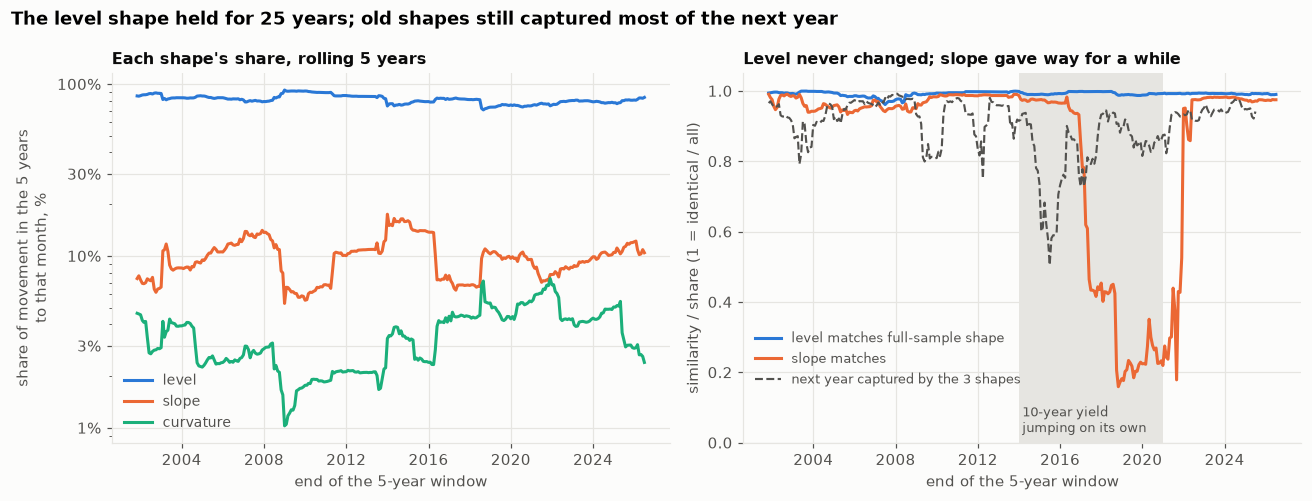 The level shape held for 25 years; old shapes still captured most of the next year
Each shape's share, rolling 5 years
share of movement in the 5 years
to that month, %
100%
30%
10%
3%
1%
level
slope
curvature
2004
2008
2012
2016
2020
2024
end of the 5-year window
Level never changed; slope gave way for a while
similarity / share (1 = identical / all)
1.0
0.8
0.6
0.4
0.2
0.0
level matches full-sample shape
slope matches
next year captured by the 3 shapes
10-year yield
jumping on its own
2004
2008
2012
2016
2020
2024
end of the 5-year window